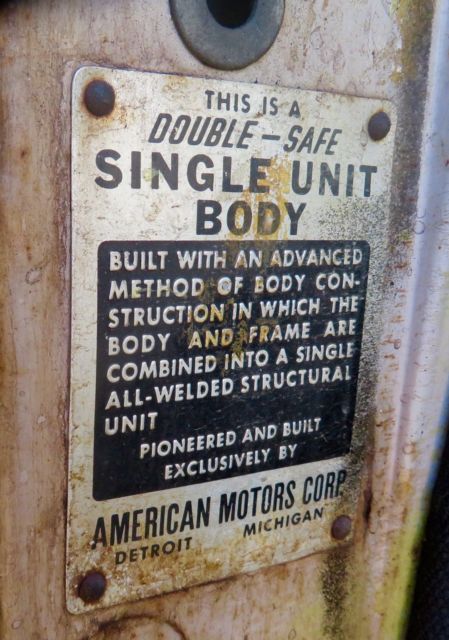 THIS IS A
DOUBLE-SAFE
SINGLE UNIT
BODY
BUILT WITH AN ADVANCED
METHOD OF BODY CON-
STRUCTION IN WHICH THE
BODY AND FRAME ARE
COMBINED INTO A SINGLE
ALL-WELDED STRUCTURAL
UNIT
PIONEERED AND BUILT
EXCLUSIVELY BY
AMERICAN MOTORS CORP
DETROIT MICHIGAN